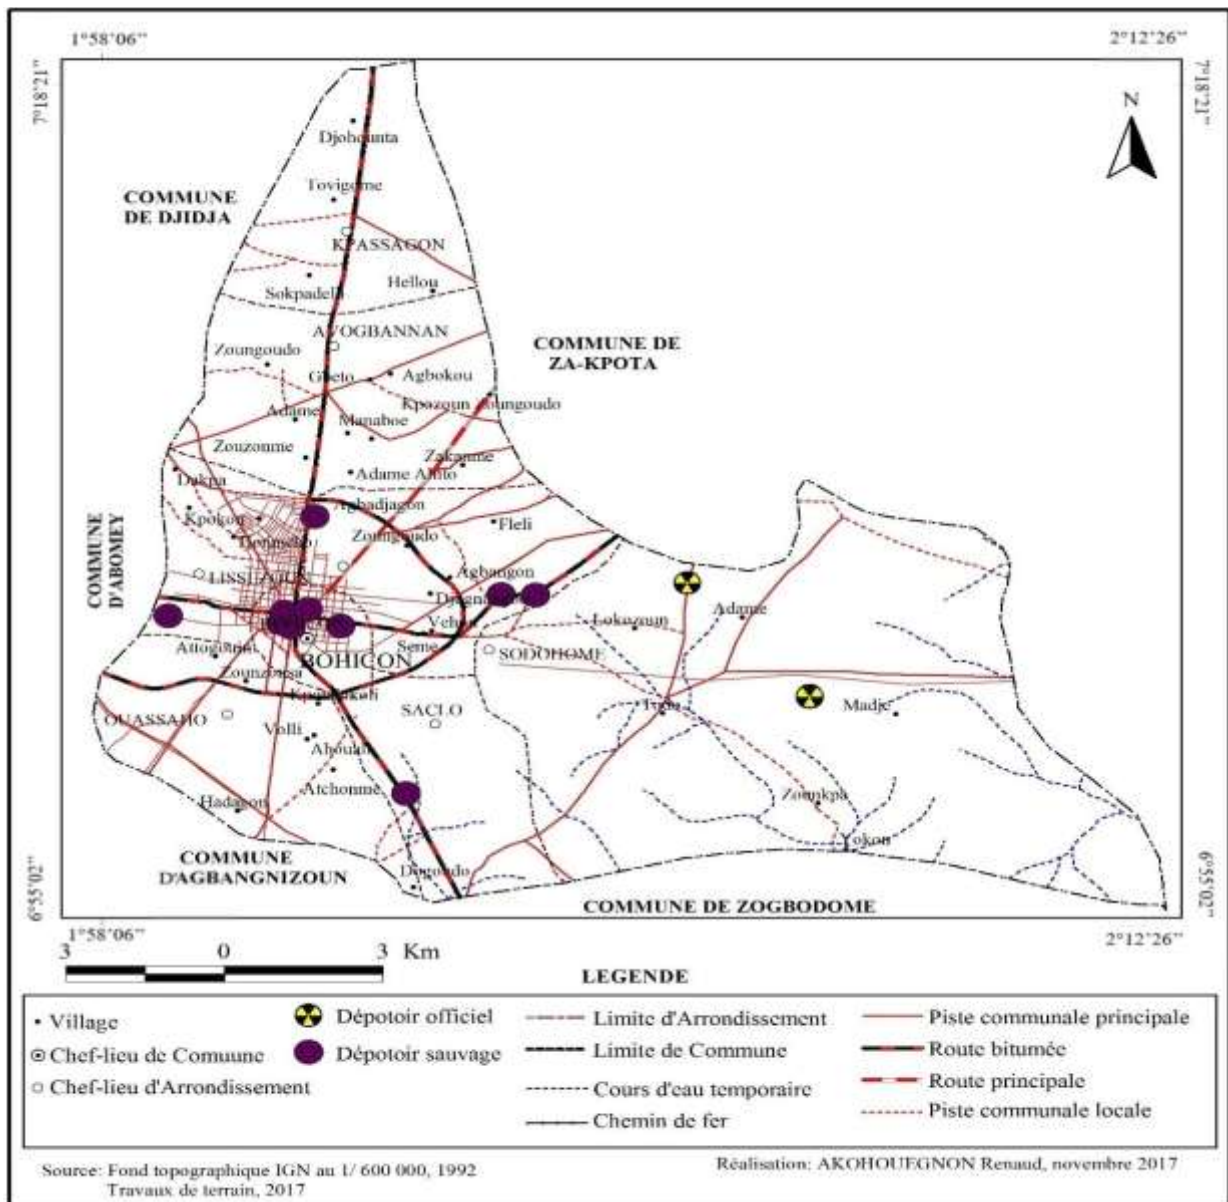 1°58'06''
2°12'26''
7°18'21''
7°18'21''
N
Djohounta
Tovigome
COMMUNE
DE DJIDJA
KPASSAGON
Hellou
Sokpadelli
AVOGBANNAN
COMMUNE DE
ZA-KPOTA
Zoungoudo
Gbeto
Agbokou
Kpozoun Zoungoudo
Adame
Manaboe
Zouzonme
Zakanme
Dakpa
Adame Ahito
Agbadjagon
Kpokon
Fleli
Zoungoudo
COMMUNE
D'ABOMEY
LISSEZOUN
Agbangon
Lokozoun
Adame
Seme
SODOHOME
BOHICON
Zounzonsa
OUASSAHO
SACLO
Madje
Volli
Atchonme
Hadagon
Zounkpa
COMMUNE
D'AGBANGNIZOUN
Dogoudo
COMMUNE DE ZOGBODOME
6°55'02''
6°55'02''
1°58'06''
2°12'26''
3 0 3 Km
LEGENDE
Village
Chef-lieu de Comuune
Chef-lieu d'Arrondissement
Dépotoir officiel
Dépotoir sauvage
Limite d'Arrondissement
Limite de Commune
Cours d'eau temporaire
Chemin de fer
Piste communale principale
Route bitumée
Route principale
Piste communale locale
Source: Fond topographique IGN au 1/ 600 000, 1992
Travaux de terrain, 2017
Réalisation: AKOHOUEGNON Renaud, novembre 2017